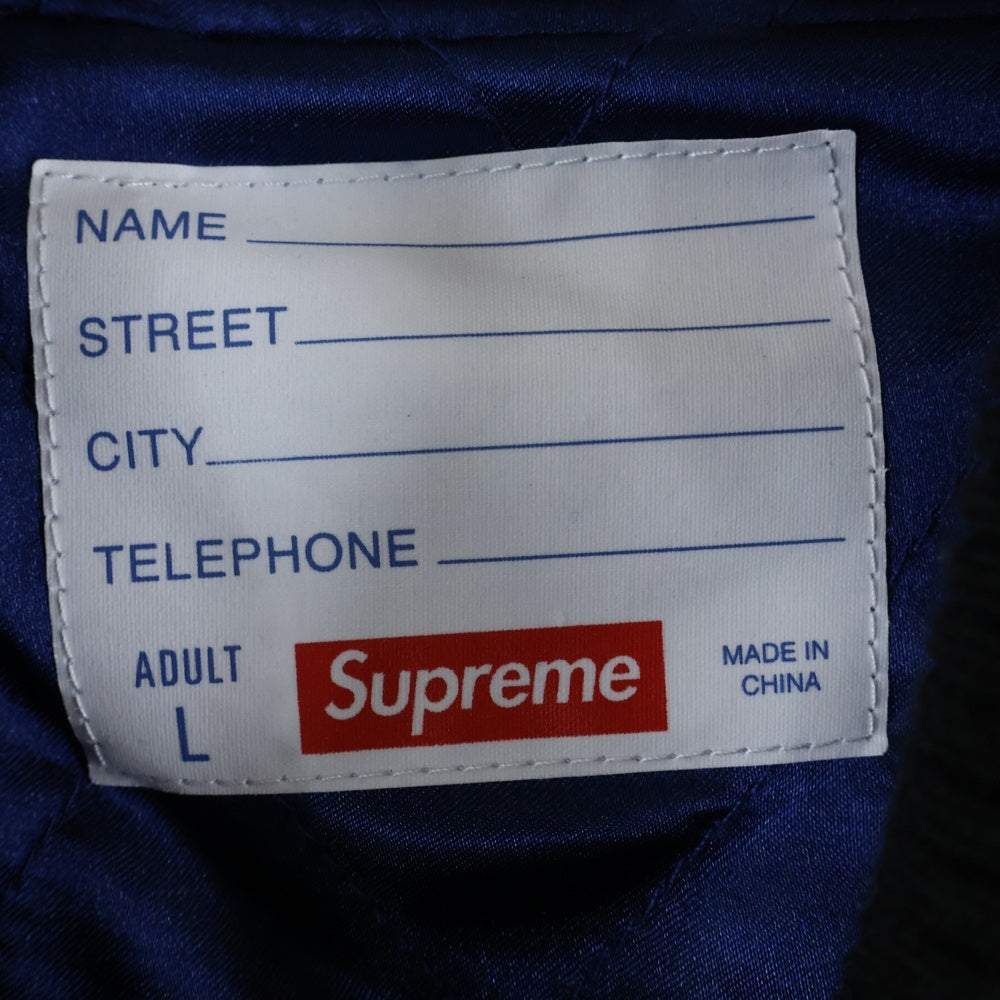 NAME
STREET
CITY
TELEPHONE
ADULT
L
Supreme
MADE IN
CHINA